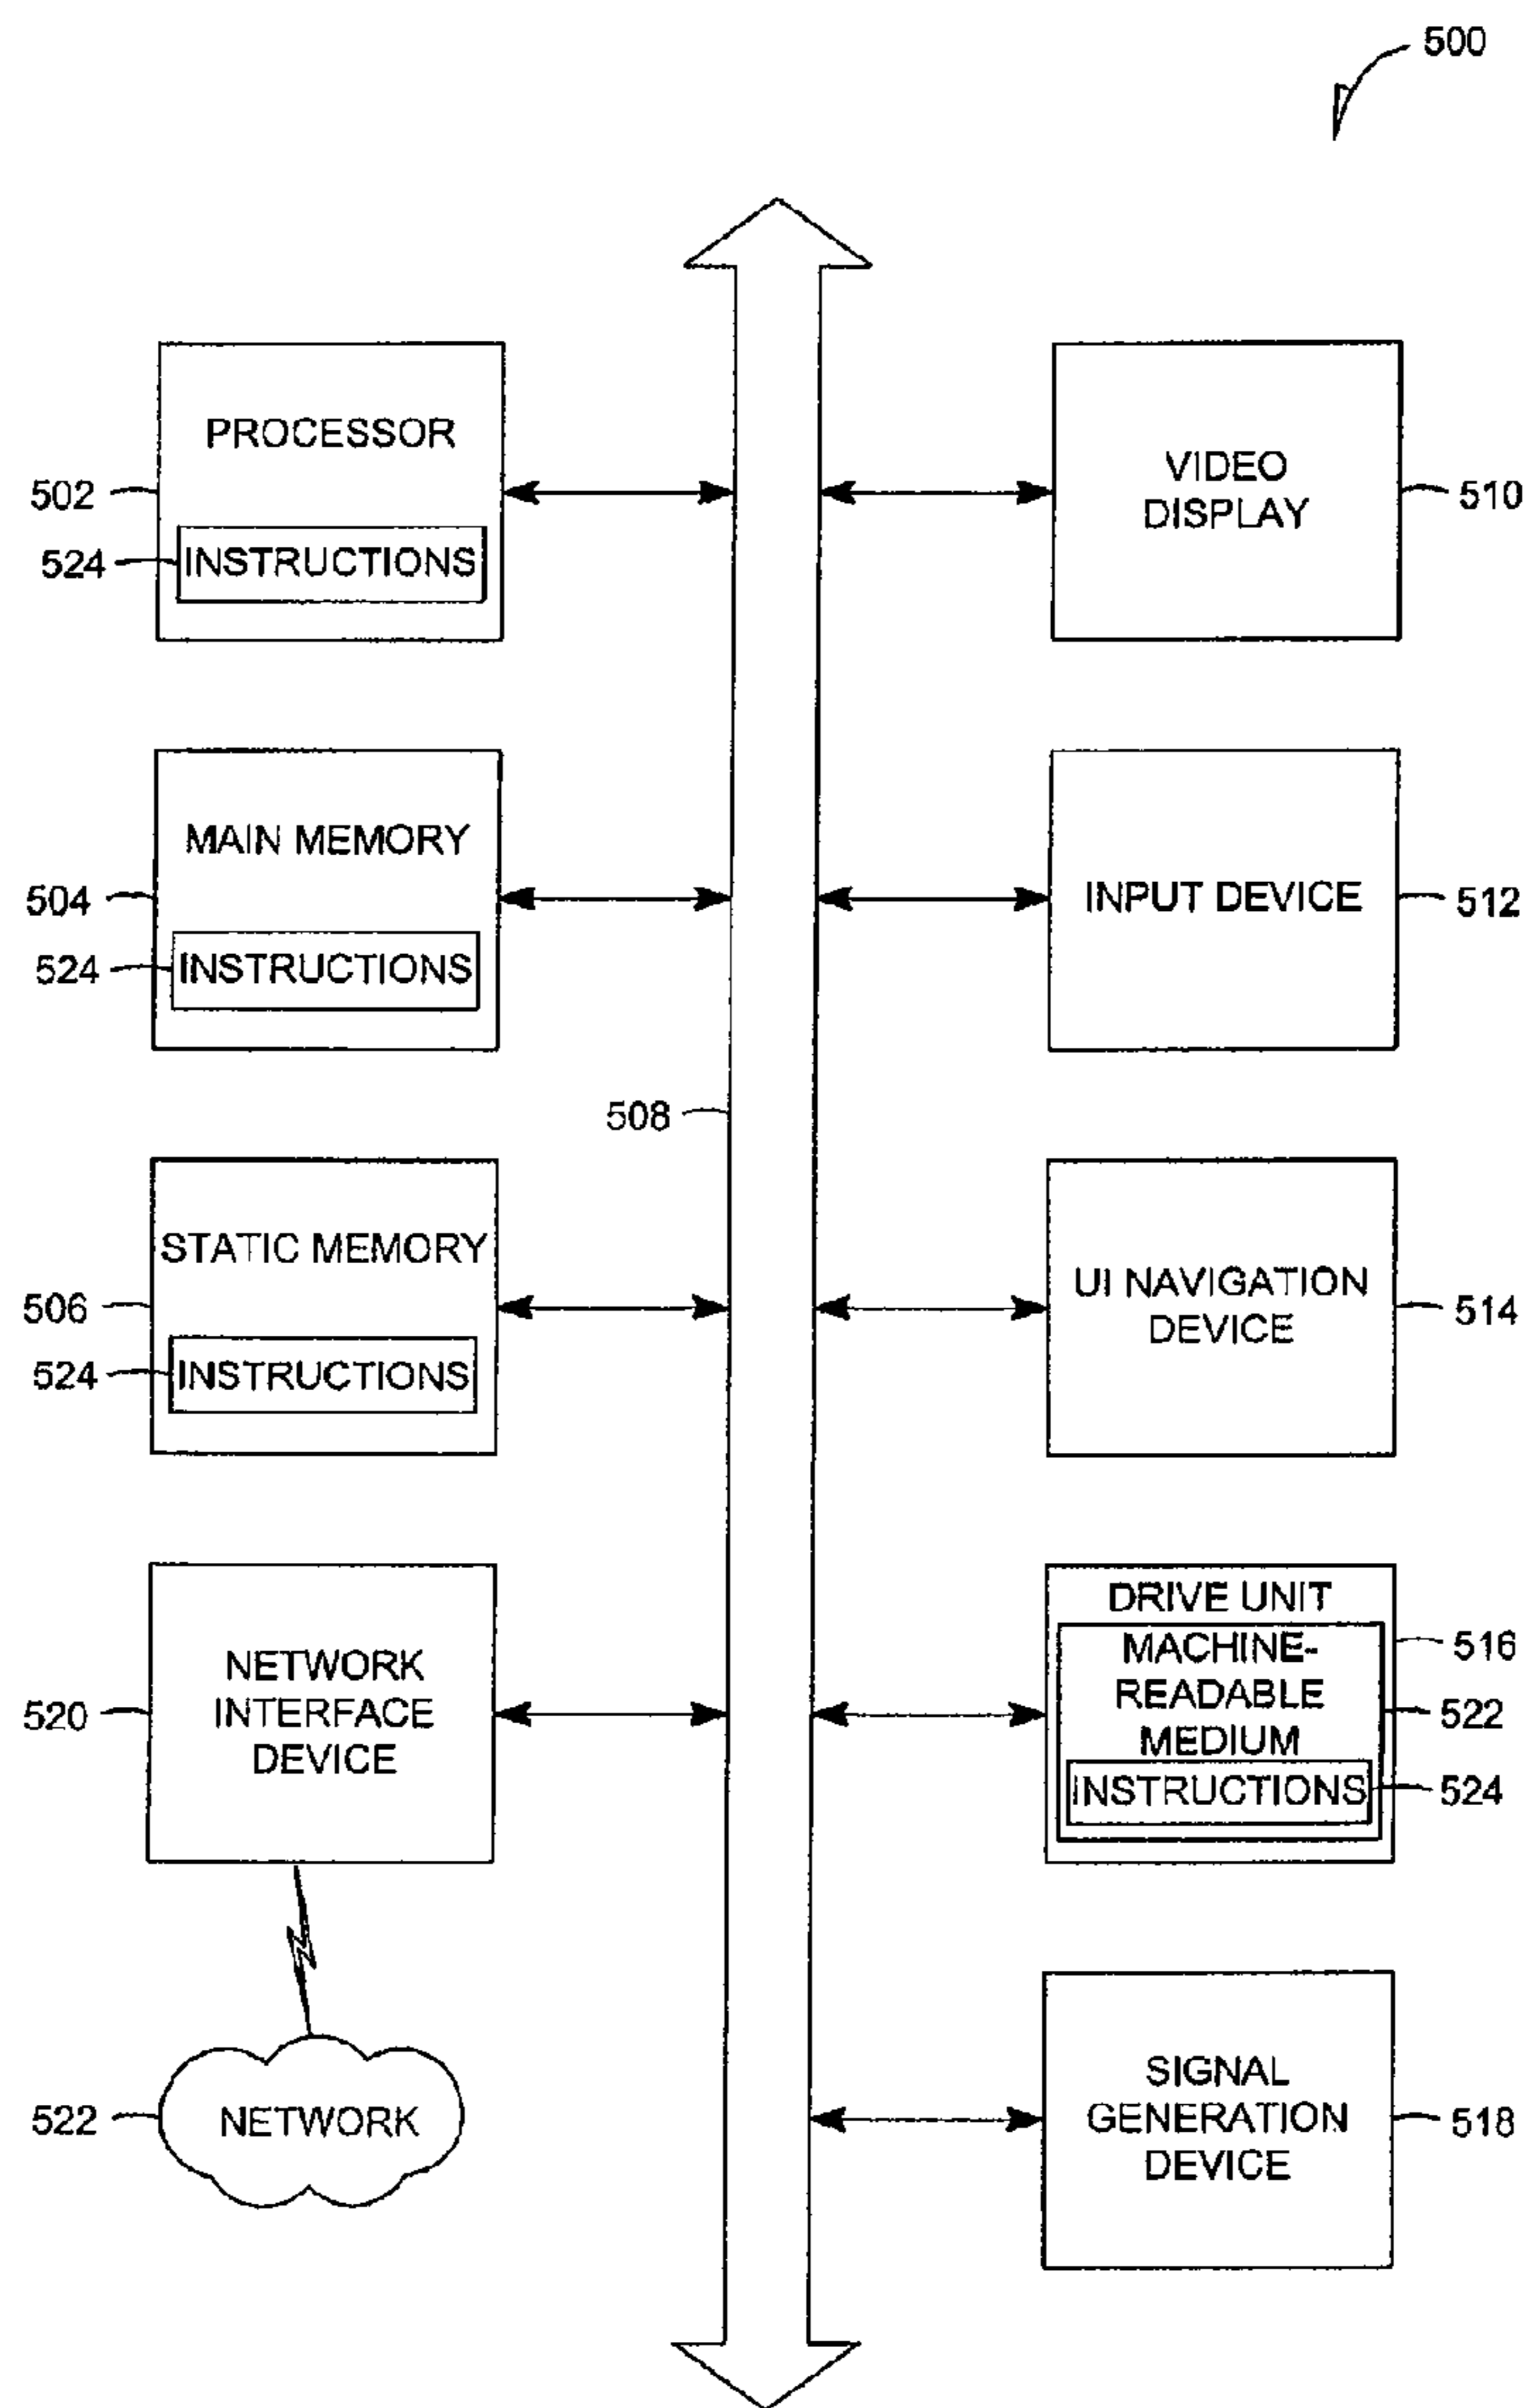 500
PROCESSOR
502
524
INSTRUCTIONS
VIDEO
DISPLAY
510
MAIN MEMORY
504
524
INSTRUCTIONS
INPUT DEVICE
512
508
STATIC MEMORY
506
524
INSTRUCTIONS
UI NAVIGATION
DEVICE
514
NETWORK
INTERFACE
DEVICE
520
DRIVE UNIT
516
MACHINE-
READABLE
MEDIUM
522
INSTRUCTIONS
524
522
NETWORK
SIGNAL
GENERATION
DEVICE
518